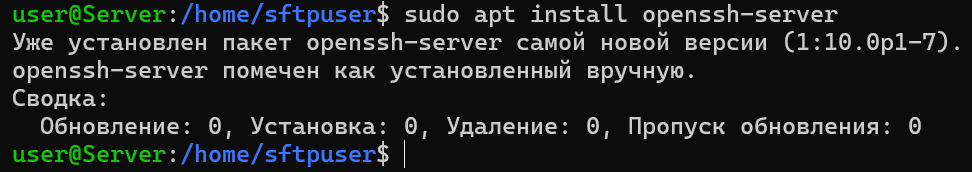 user@Server:/home/sftpuser$ sudo apt install openssh-server
Уже установлен пакет openssh-server самой новой версии (1:10.0p1-7).
openssh-server помечен как установленный вручную.
Сводка:
  Обновление: 0, Установка: 0, Удаление: 0, Пропуск обновления: 0
user@Server:/home/sftpuser$